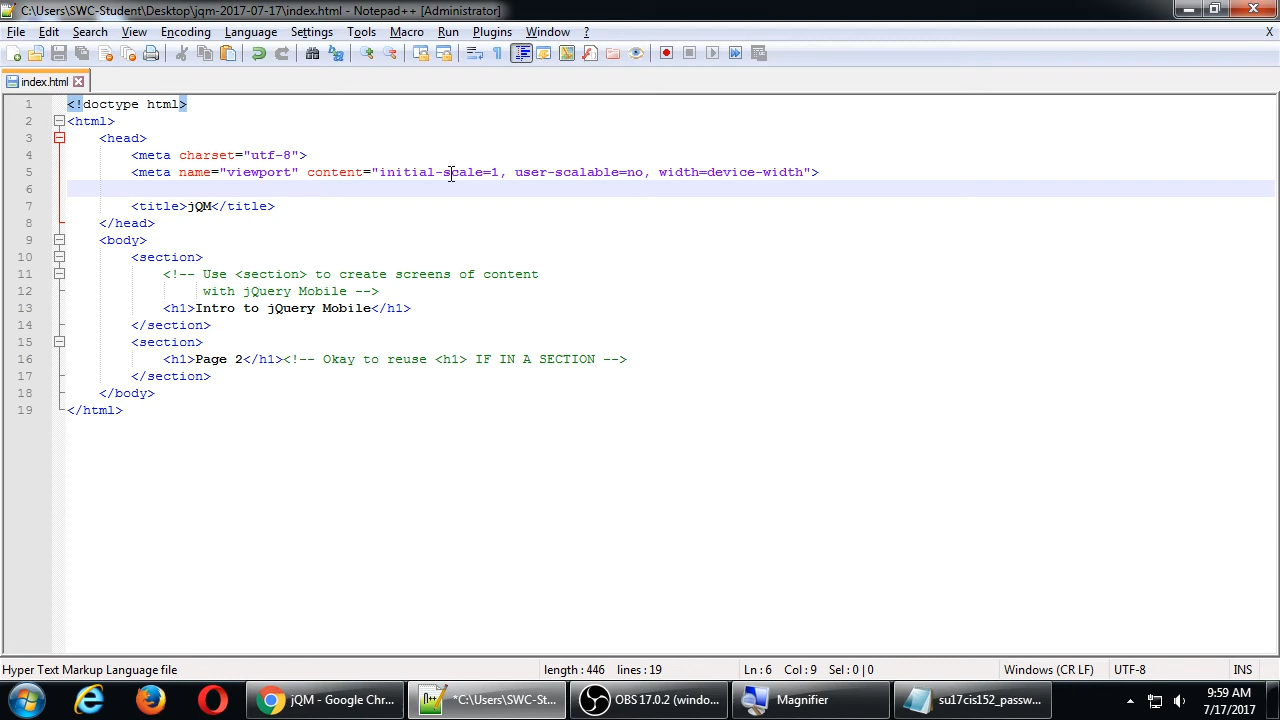 C:\Users\SWC-Student\Desktop\jqm-2017-07-17\index.html - Notepad++ [Administrator]
File Edit Search View Encoding Language Settings Tools Macro Run Plugins Window ? X
index.html
1 <!doctype html>
2 <html>
3 <head>
4 <meta charset="utf-8">
5 <meta name="viewport" content="initial-scale=1, user-scalable=no, width=device-width">
6
7 <title>jQM</title>
8 </head>
9 <body>
10 <section>
11 <!-- Use <section> to create screens of content
12 with jQuery Mobile -->
13 <h1>Intro to jQuery Mobile</h1>
14 </section>
15 <section>
16 <h1>Page 2</h1><!-- Okay to reuse <h1> IF IN A SECTION -->
17 </section>
18 </body>
19 </html>
Hyper Text Markup Language file length : 446 lines : 19 Ln : 6 Col : 9 Sel : 0 | 0 Windows (CR LF) UTF-8 INS
jQM - Google Chr... *C:\Users\SWC-St... OBS 17.0.2 (windo... Magnifier su17cis152_passw... 9:59 AM
7/17/2017